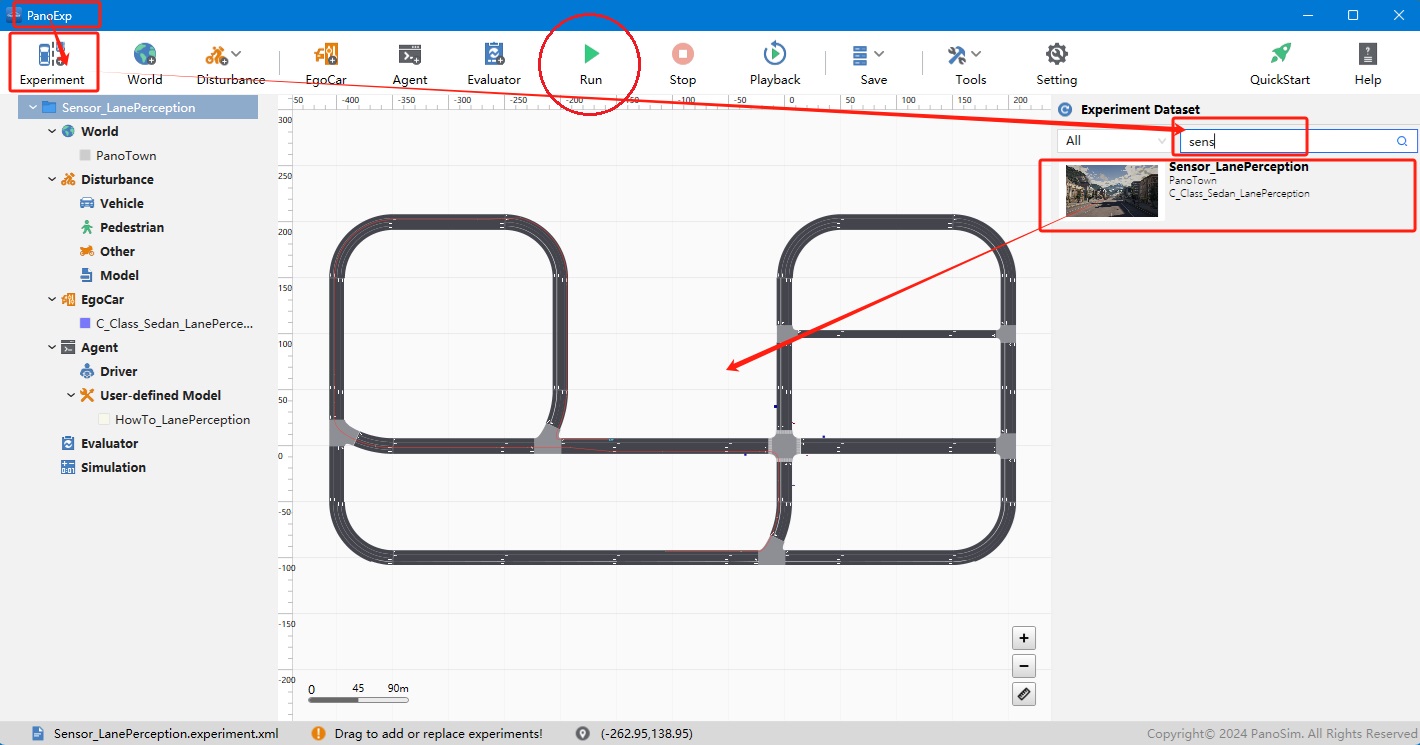 PanoExp
Experiment World Disturbance EgoCar Agent Evaluator Run Stop Playback Save Tools Setting QuickStart Help
Sensor_LanePerception
World
PanoTown
Disturbance
Vehicle
Pedestrian
Other
Model
EgoCar
C_Class_Sedan_LanePerce...
Agent
Driver
User-defined Model
HowTo_LanePerception
Evaluator
Simulation
-50 -400 -350 -300 -250 -200 -150 -100 -50 0 50 100 150 200
300
250
200
150
100
50
0
-50
-100
-150
-200
0 45 90m
+
−
Experiment Dataset
All
sens
Sensor_LanePerception
PanoTown
C_Class_Sedan_LanePerception
Sensor_LanePerception.experiment.xml Drag to add or replace experiments! (-262.95,138.95) Copyright© 2024 PanoSim. All Rights Reserved